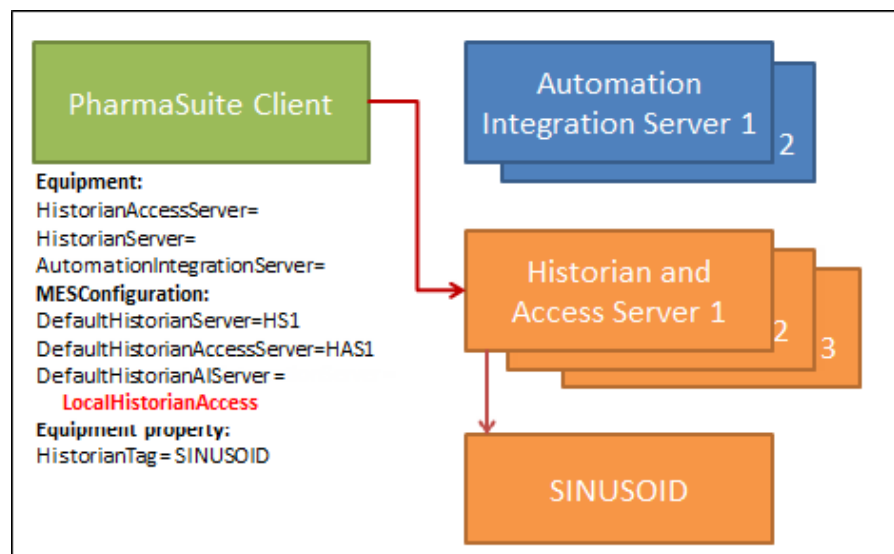 PharmaSuite Client
Automation
Integration Server 1
2
Equipment:
HistorianAccessServer=
HistorianServer=
AutomationIntegrationServer=
MESConfiguration:
DefaultHistorianServer=HS1
DefaultHistorianAccessServer=HAS1
DefaultHistorianAIServer =
LocalHistorianAccess
Equipment property:
HistorianTag = SINUSOID
Historian and
Access Server 1
2
3
SINUSOID